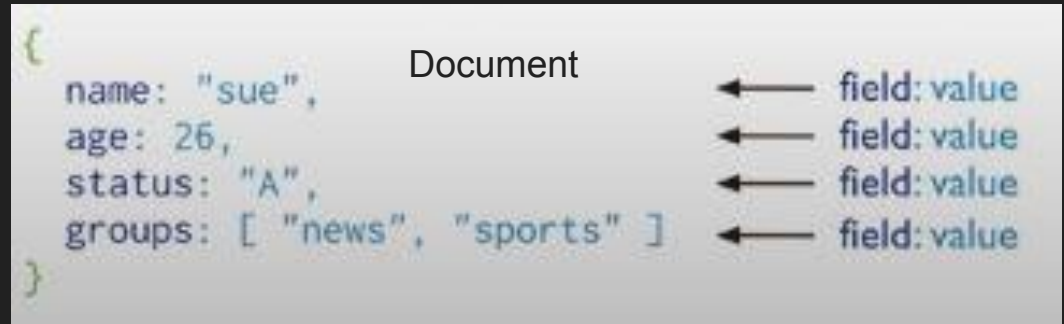 {
Document
name: "sue", field: value
age: 26, field: value
status: "A", field: value
groups: [ "news", "sports" ] field: value
}